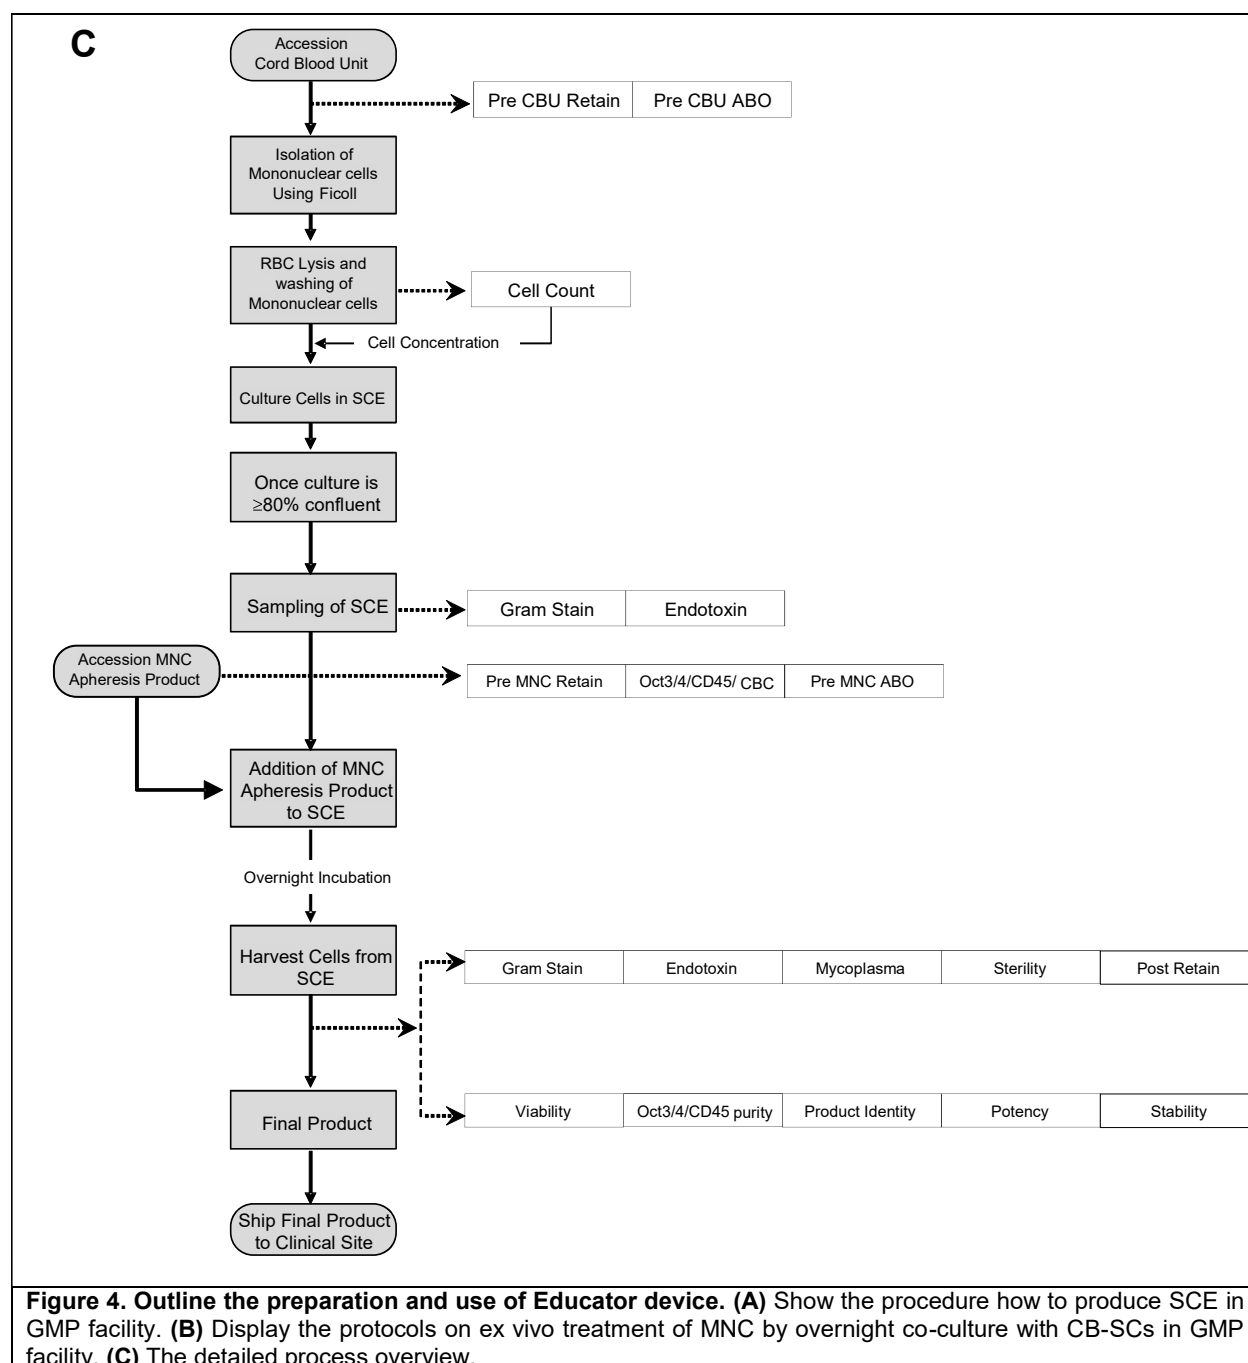 C
Accession
Cord Blood Unit
Pre CBU Retain
Pre CBU ABO
Isolation of
Mononuclear cells
Using Ficoll
RBC Lysis and
washing of
Mononuclear cells
Cell Count
Cell Concentration
Culture Cells in SCE
Once culture is
≥80% confluent
Sampling of SCE
Gram Stain
Endotoxin
Accession MNC
Apheresis Product
Pre MNC Retain
Oct3/4/CD45/ CBC
Pre MNC ABO
Addition of MNC
Apheresis Product
to SCE
Overnight Incubation
Harvest Cells from
SCE
Gram Stain
Endotoxin
Mycoplasma
Sterility
Post Retain
Viability
Oct3/4/CD45 purity
Product Identity
Potency
Stability
Final Product
Ship Final Product
to Clinical Site
Figure 4. Outline the preparation and use of Educator device. (A) Show the procedure how to produce SCE in
GMP facility. (B) Display the protocols on ex vivo treatment of MNC by overnight co-culture with CB-SCs in GMP
facility. (C) The detailed process overview.